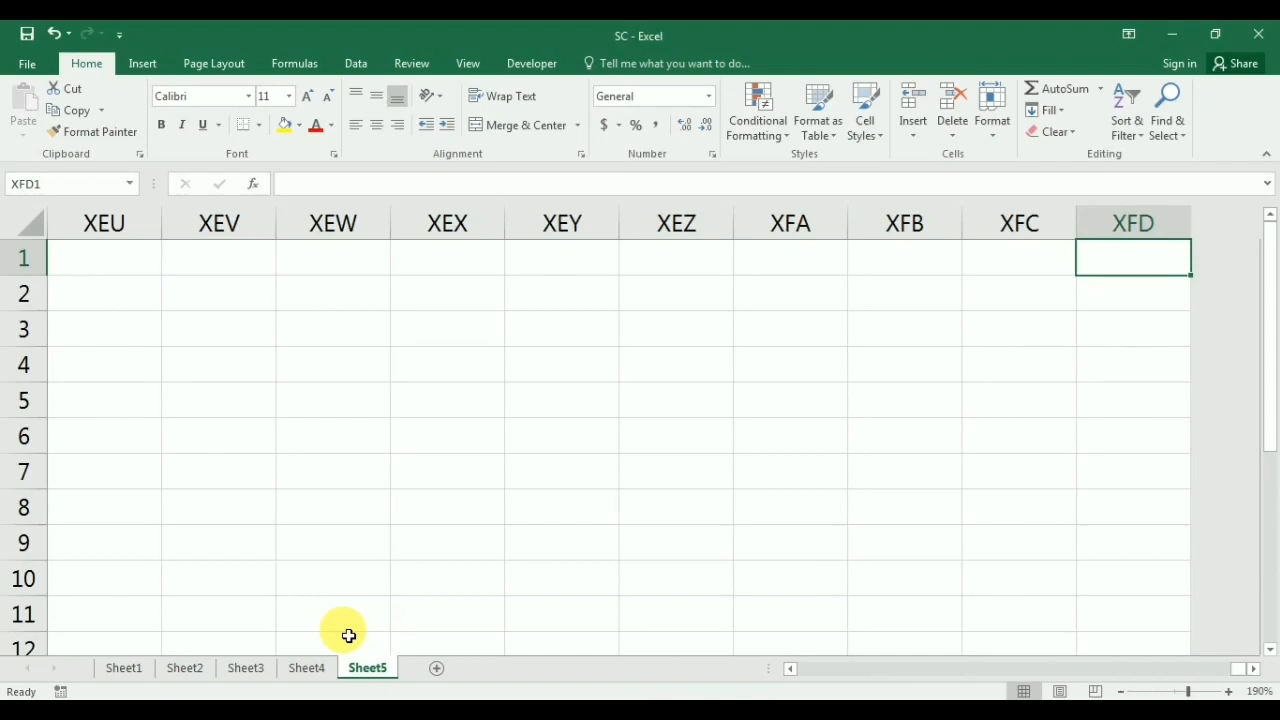 SC - Excel
File Home Insert Page Layout Formulas Data Review View Developer Tell me what you want to do... Sign in Share
Paste Cut Copy Format Painter Clipboard
Calibri 11 B I U A Font
Wrap Text Merge & Center Alignment
General $ % , Number
Conditional Formatting Format as Table Cell Styles Styles
Insert Delete Format Cells
AutoSum Fill Clear Sort & Filter Find & Select Editing
XFD1 fx
XEU XEV XEW XEX XEY XEZ XFA XFB XFC XFD
1
2
3
4
5
6
7
8
9
10
11
12
Sheet1 Sheet2 Sheet3 Sheet4 Sheet5
Ready 190%